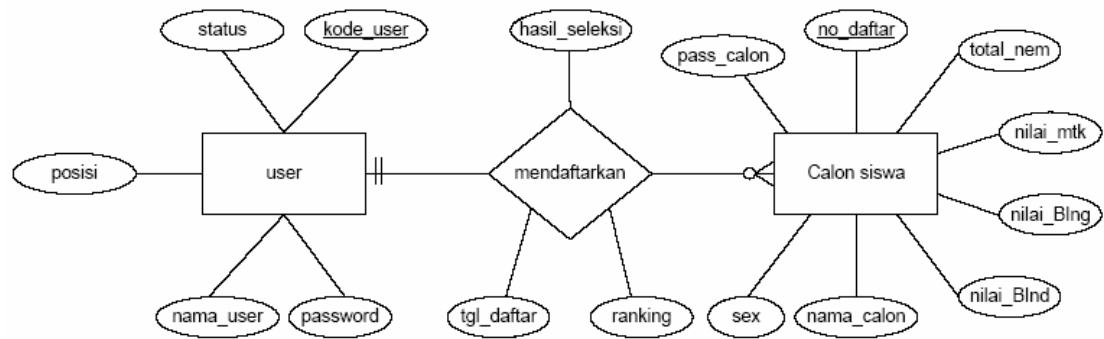 status
kode_user
hasil_seleksi
no_daftar
pass_calon
total_nem
nilai_mtk
posisi
user
mendaftarkan
Calon siswa
nilai_BIng
nilai_BInd
nama_user
password
tgl_daftar
ranking
sex
nama_calon